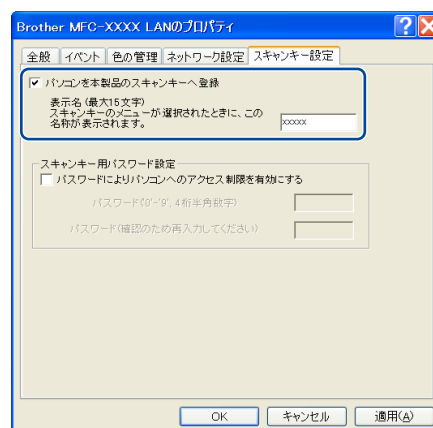 Brother MFC-XXXX LANのプロパティ
全般 イベント 色の管理 ネットワーク設定 スキャンキー設定
パソコンを本製品のスキャンキーへ登録
表示名 (最大15文字)
スキャンキーのメニューが選択されたときに、この
名称が表示されます。
xxxxx
スキャンキー用パスワード設定
パスワードによりパソコンへのアクセス制限を有効にする
パスワード('0'-'9', 4桁半角数字)
パスワード(確認のため再入力してください)
OK キャンセル 適用(A)